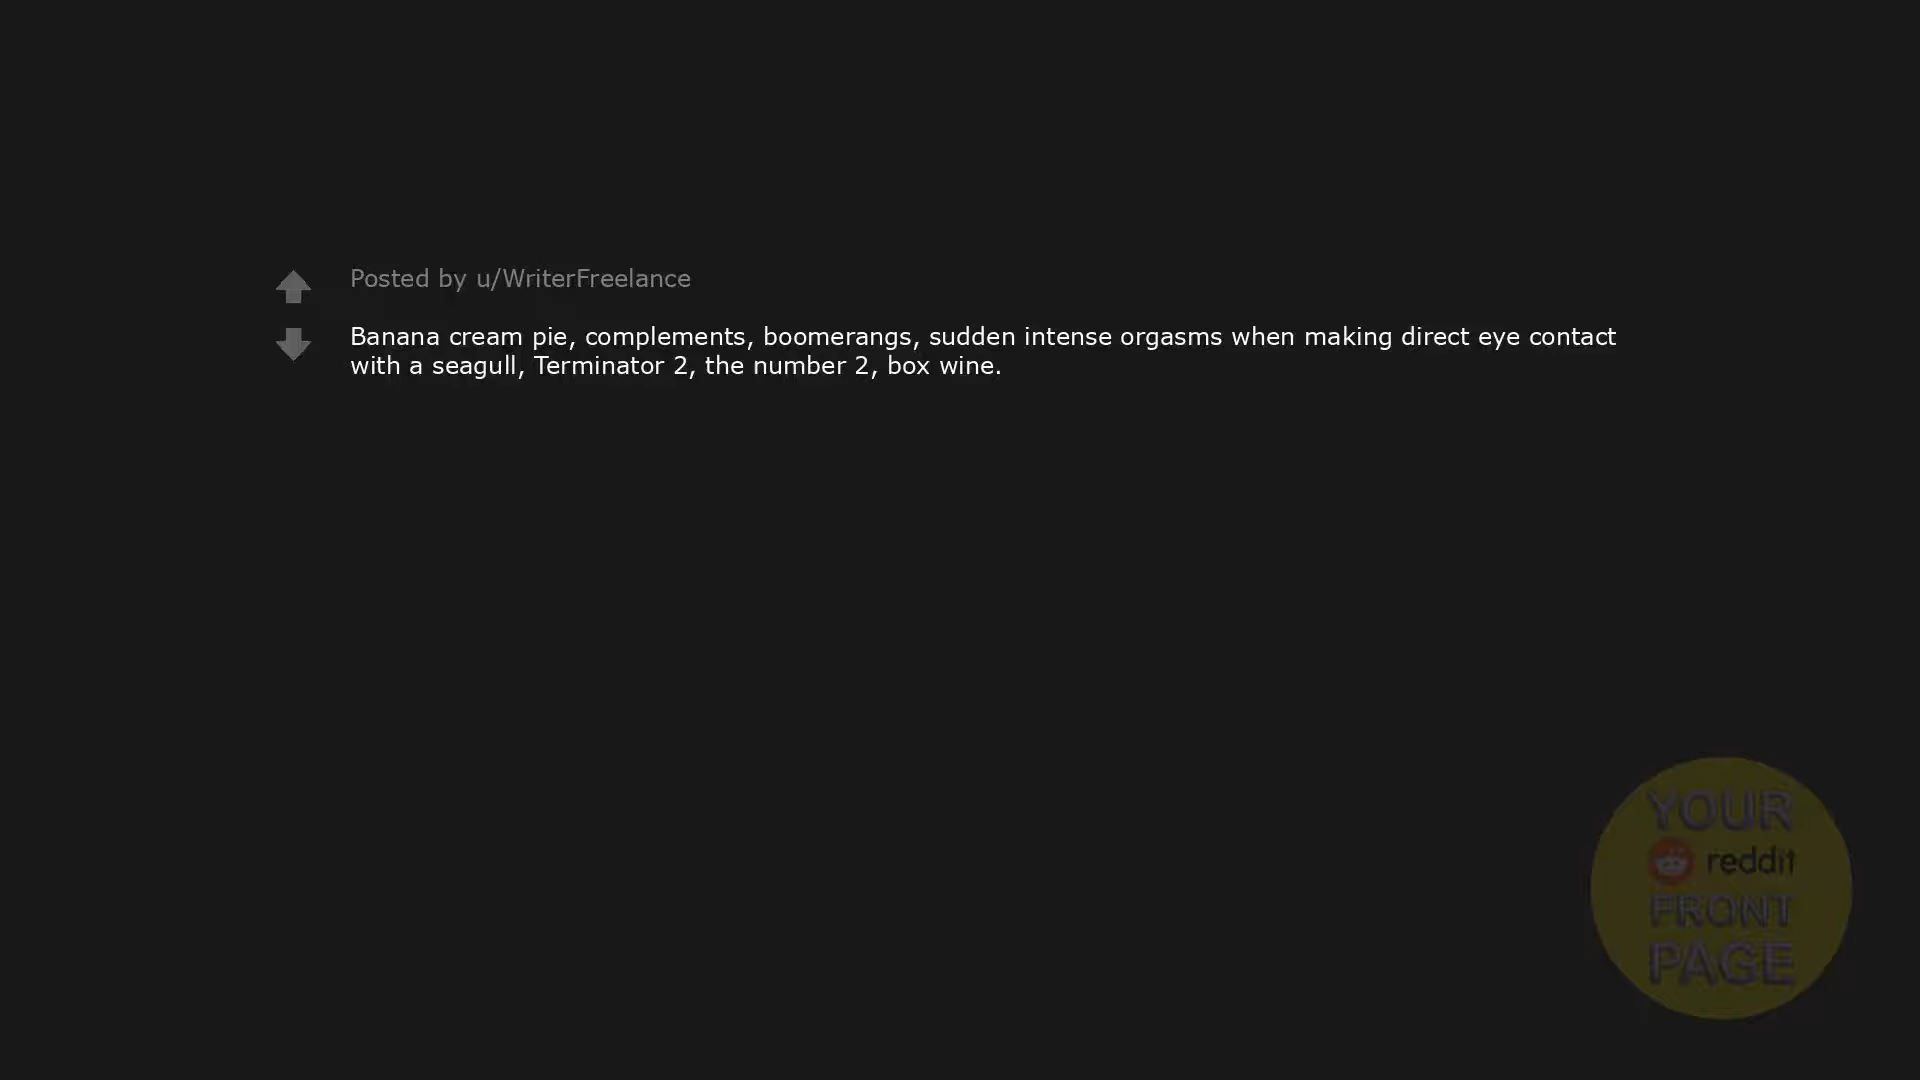 Posted by u/WriterFreelance
Banana cream pie, complements, boomerangs, sudden intense orgasms when making direct eye contact
with a seagull, Terminator 2, the number 2, box wine.
YOUR
reddit
FRONT
PAGE